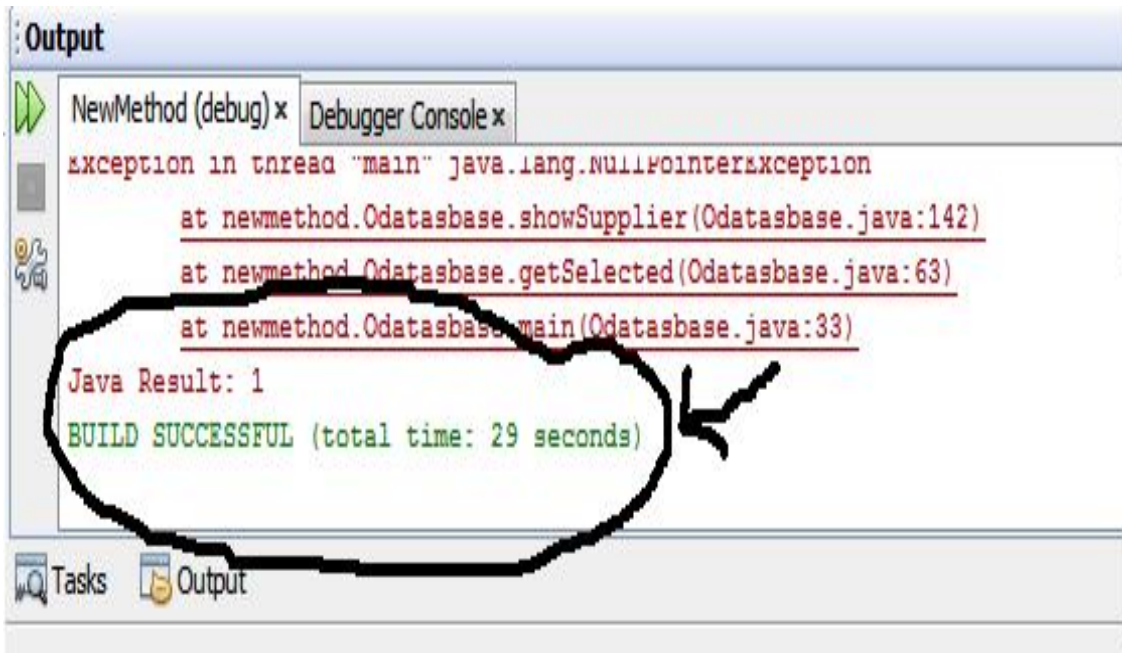 Output
NewMethod (debug) x Debugger Console x
Exception in thread "main" java.lang.NullPointerException
at newmethod.Odatasbase.showSupplier(Odatasbase.java:142)
at newmethod.Odatasbase.getSelected(Odatasbase.java:63)
at newmethod.Odatasbase.main(Odatasbase.java:33)
Java Result: 1
BUILD SUCCESSFUL (total time: 29 seconds)
Tasks Output